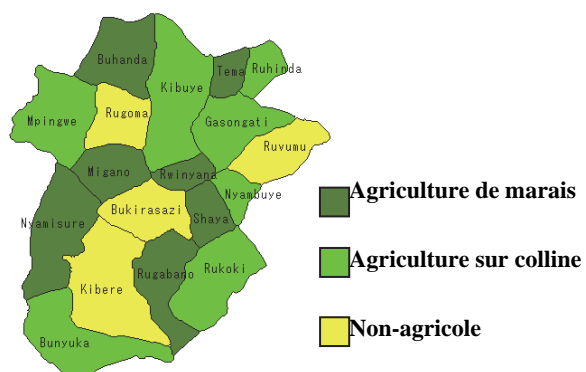 Buhanda
Tema
Ruhinda
Kibuye
Rugoma
Mpingwe
Gasongati
Ruvumu
Migano
Rwinyana
Nyambuye
Bukirasazi
Shaya
Nyamisure
Rugabano
Rukoki
Kibere
Bunyuka
Agriculture de marais
Agriculture sur colline
Non-agricole